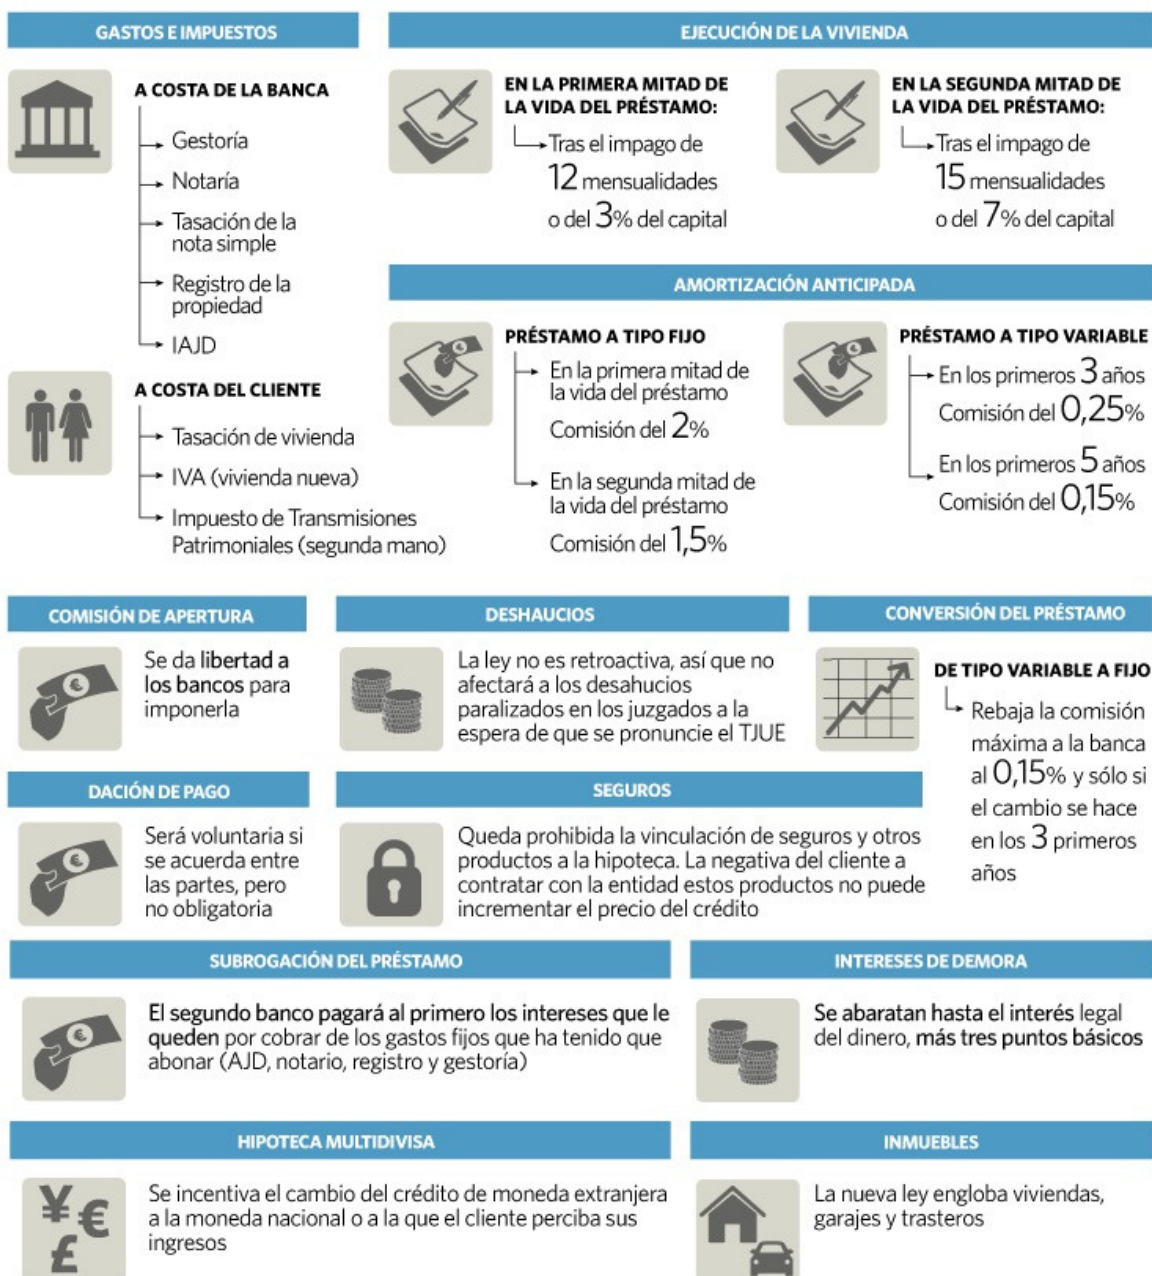 GASTOS E IMPUESTOS
A COSTA DE LA BANCA
Gestoría
Notaría
Tasación de la
nota simple
Registro de la
propiedad
IAJD
A COSTA DEL CLIENTE
Tasación de vivienda
IVA (vivienda nueva)
Impuesto de Transmisiones
Patrimoniales (segunda mano)
EJECUCIÓN DE LA VIVIENDA
EN LA PRIMERA MITAD DE
LA VIDA DEL PRÉSTAMO:
Tras el impago de
12 mensualidades
o del 3% del capital
EN LA SEGUNDA MITAD DE
LA VIDA DEL PRÉSTAMO:
Tras el impago de
15 mensualidades
o del 7% del capital
AMORTIZACIÓN ANTICIPADA
PRÉSTAMO A TIPO FIJO
En la primera mitad de
la vida del préstamo
Comisión del 2%
En la segunda mitad de
la vida del préstamo
Comisión del 1,5%
PRÉSTAMO A TIPO VARIABLE
En los primeros 3 años
Comisión del 0,25%
En los primeros 5 años
Comisión del 0,15%
COMISIÓN DE APERTURA
€
Se da libertad a
los bancos para
imponerla
DESHAUCIOS
La ley no es retroactiva, así que no
afectará a los desahucios
paralizados en los juzgados a la
espera de que se pronuncie el TJUE
CONVERSIÓN DEL PRÉSTAMO
DE TIPO VARIABLE A FIJO
Rebaja la comisión
máxima a la banca
al 0,15% y sólo si
el cambio se hace
en los 3 primeros
años
DACIÓN DE PAGO
€
Será voluntaria si
se acuerda entre
las partes, pero
no obligatoria
SEGUROS
Queda prohibida la vinculación de seguros y otros
productos a la hipoteca. La negativa del cliente a
contratar con la entidad estos productos no puede
incrementar el precio del crédito
SUBROGACIÓN DEL PRÉSTAMO
€
El segundo banco pagará al primero los intereses que le
queden por cobrar de los gastos fijos que ha tenido que
abonar (AJD, notario, registro y gestoría)
INTERESES DE DEMORA
Se abaratan hasta el interés legal
del dinero, más tres puntos básicos
HIPOTECA MULTIDIVISA
¥ €
£
Se incentiva el cambio del crédito de moneda extranjera
a la moneda nacional o a la que el cliente perciba sus
ingresos
INMUEBLES
La nueva ley engloba viviendas,
garajes y trasteros